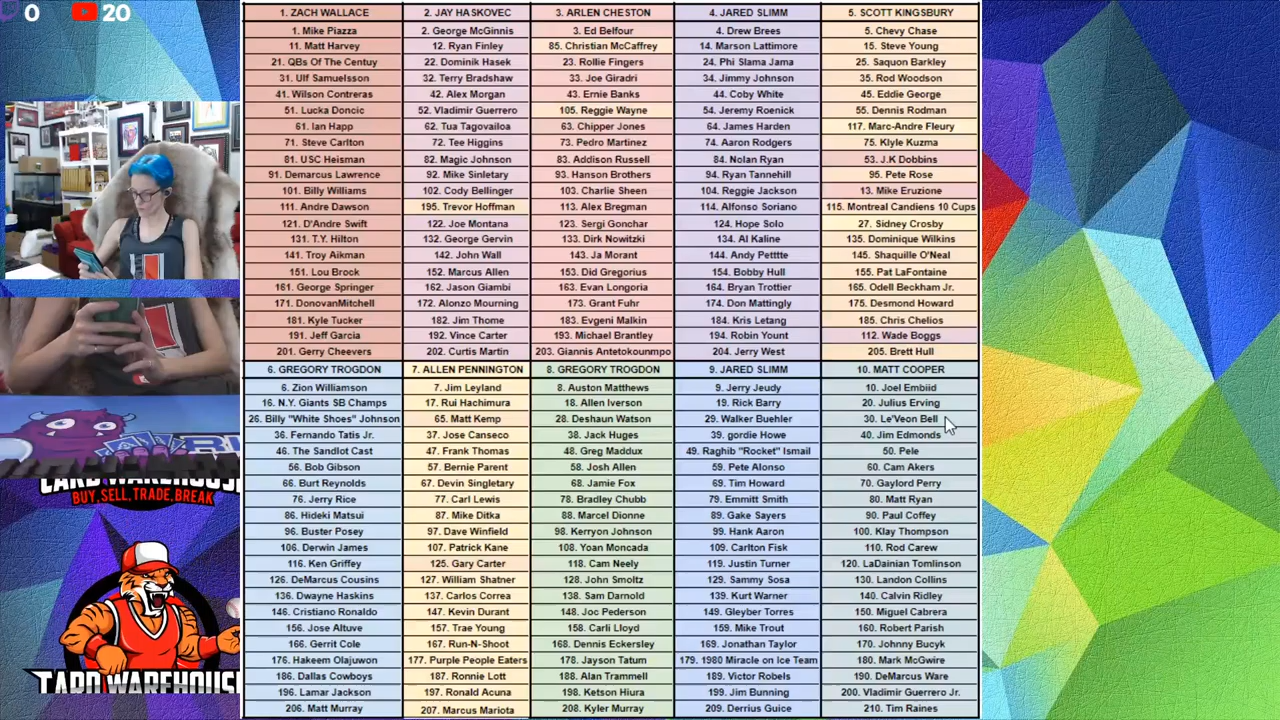 0
20
1. ZACH WALLACE 2. JAY HASKOVEC 3. ARLEN CHESTON 4. JARED SLIMM 5. SCOTT KINGSBURY
1. Mike Piazza 2. George McGinnis 3. Ed Belfour 4. Drew Brees 5. Chevy Chase
11. Matt Harvey 12. Ryan Finley 85. Christian McCaffrey 14. Marson Lattimore 15. Steve Young
21. QBs Of The Centuy 22. Dominik Hasek 23. Rollie Fingers 24. Phi Slama Jama 25. Saquon Barkley
31. Ulf Samuelsson 32. Terry Bradshaw 33. Joe Giradri 34. Jimmy Johnson 35. Rod Woodson
41. Wilson Contreras 42. Alex Morgan 43. Ernie Banks 44. Coby White 45. Eddie George
51. Lucka Doncic 52. Vladimir Guerrero 105. Reggie Wayne 54. Jeremy Roenick 55. Dennis Rodman
61. Ian Happ 62. Tua Tagovailoa 63. Chipper Jones 64. James Harden 117. Marc-Andre Fleury
71. Steve Carlton 72. Tee Higgins 73. Pedro Martinez 74. Aaron Rodgers 75. Klyle Kuzma
81. USC Heisman 82. Magic Johnson 83. Addison Russell 84. Nolan Ryan 53. J.K Dobbins
91. Demarcus Lawrence 92. Mike Sinletary 93. Hanson Brothers 94. Ryan Tannehill 95. Pete Rose
101. Billy Williams 102. Cody Bellinger 103. Charlie Sheen 104. Reggie Jackson 13. Mike Eruzione
111. Andre Dawson 195. Trevor Hoffman 113. Alex Bregman 114. Alfonso Soriano 115. Montreal Candiens 10 Cups
121. D'Andre Swift 122. Joe Montana 123. Sergi Gonchar 124. Hope Solo 27. Sidney Crosby
131. T.Y. Hilton 132. George Gervin 133. Dirk Nowitzki 134. Al Kaline 135. Dominique Wilkins
141. Troy Aikman 142. John Wall 143. Ja Morant 144. Andy Pettttte 145. Shaquille O'Neal
151. Lou Brock 152. Marcus Allen 153. Did Gregorius 154. Bobby Hull 155. Pat LaFontaine
161. George Springer 162. Jason Giambi 163. Evan Longoria 164. Bryan Trottier 165. Odell Beckham Jr.
171. DonovanMitchell 172. Alonzo Mourning 173. Grant Fuhr 174. Don Mattingly 175. Desmond Howard
181. Kyle Tucker 182. Jim Thome 183. Evgeni Malkin 184. Kris Letang 185. Chris Chelios
191. Jeff Garcia 192. Vince Carter 193. Michael Brantley 194. Robin Yount 112. Wade Boggs
201. Gerry Cheevers 202. Curtis Martin 203. Giannis Antetokounmpo 204. Jerry West 205. Brett Hull
6. GREGORY TROGDON 7. ALLEN PENNINGTON 8. GREGORY TROGDON 9. JARED SLIMM 10. MATT COOPER
6. Zion Williamson 7. Jim Leyland 8. Auston Matthews 9. Jerry Jeudy 10. Joel Embiid
16. N.Y. Giants SB Champs 17. Rui Hachimura 18. Allen Iverson 19. Rick Barry 20. Julius Erving
26. Billy "White Shoes" Johnson 65. Matt Kemp 28. Deshaun Watson 29. Walker Buehler 30. Le'Veon Bell
36. Fernando Tatis Jr. 37. Jose Canseco 38. Jack Huges 39. gordie Howe 40. Jim Edmonds
46. The Sandlot Cast 47. Frank Thomas 48. Greg Maddux 49. Raghib "Rocket" Ismail 50. Pele
56. Bob Gibson 57. Bernie Parent 58. Josh Allen 59. Pete Alonso 60. Cam Akers
66. Burt Reynolds 67. Devin Singletary 68. Jamie Fox 69. Tim Howard 70. Gaylord Perry
76. Jerry Rice 77. Carl Lewis 78. Bradley Chubb 79. Emmitt Smith 80. Matt Ryan
86. Hideki Matsui 87. Mike Ditka 88. Marcel Dionne 89. Gake Sayers 90. Paul Coffey
96. Buster Posey 97. Dave Winfield 98. Kerryon Johnson 99. Hank Aaron 100. Klay Thompson
106. Derwin James 107. Patrick Kane 108. Yoan Moncada 109. Carlton Fisk 110. Rod Carew
116. Ken Griffey 125. Gary Carter 118. Cam Neely 119. Justin Turner 120. LaDainian Tomlinson
126. DeMarcus Cousins 127. William Shatner 128. John Smoltz 129. Sammy Sosa 130. Landon Collins
136. Dwayne Haskins 137. Carlos Correa 138. Sam Darnold 139. Kurt Warner 140. Calvin Ridley
146. Cristiano Ronaldo 147. Kevin Durant 148. Joc Pederson 149. Gleyber Torres 150. Miguel Cabrera
156. Jose Altuve 157. Trae Young 158. Carli Lloyd 159. Mike Trout 160. Robert Parish
166. Gerrit Cole 167. Run-N-Shoot 168. Dennis Eckersley 169. Jonathan Taylor 170. Johnny Bucyk
176. Hakeem Olajuwon 177. Purple People Eaters 178. Jayson Tatum 179. 1980 Miracle on Ice Team 180. Mark McGwire
186. Dallas Cowboys 187. Ronnie Lott 188. Alan Trammell 189. Victor Robels 190. DeMarcus Ware
196. Lamar Jackson 197. Ronald Acuna 198. Ketson Hiura 199. Jim Bunning 200. Vladimir Guerrero Jr.
206. Matt Murray 207. Marcus Mariota 208. Kyler Murray 209. Derrius Guice 210. Tim Raines
CARD WAREHOUSE
BUY, SELL, TRADE, BREAK
WAREHOUSE